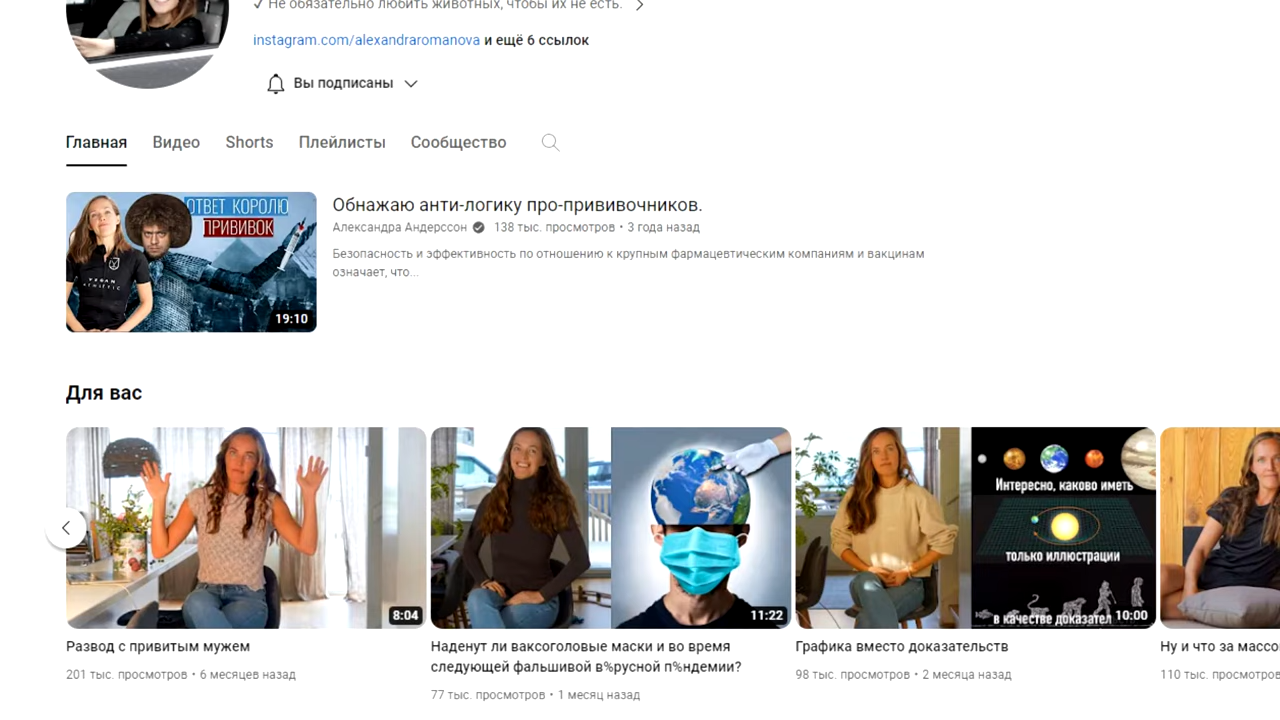 ✓ Не обязательно любить животных, чтобы их не есть.
instagram.com/alexandraromanova и ещё 6 ссылок
Вы подписаны
Главная Видео Shorts Плейлисты Сообщество
ОТВЕТ КОРОЛЮ
ПРИВИВОК
VEGAN
ATHLETIC
19:10
Обнажаю анти-логику про-прививочников.
Александра Андерссон 138 тыс. просмотров • 3 года назад
Безопасность и эффективность по отношению к крупным фармацевтическим компаниям и вакцинам
означает, что...
Для вас
8:04
Развод с привитым мужем
201 тыс. просмотров • 6 месяцев назад
11:22
Наденут ли ваксоголовые маски и во время
следующей фальшивой в%русной п%ндемии?
77 тыс. просмотров • 1 месяц назад
Интересно, каково иметь
только иллюстрации
в качестве доказател
10:00
Графика вместо доказательств
98 тыс. просмотров • 2 месяца назад
Ну и что за массо
110 тыс. просмотров